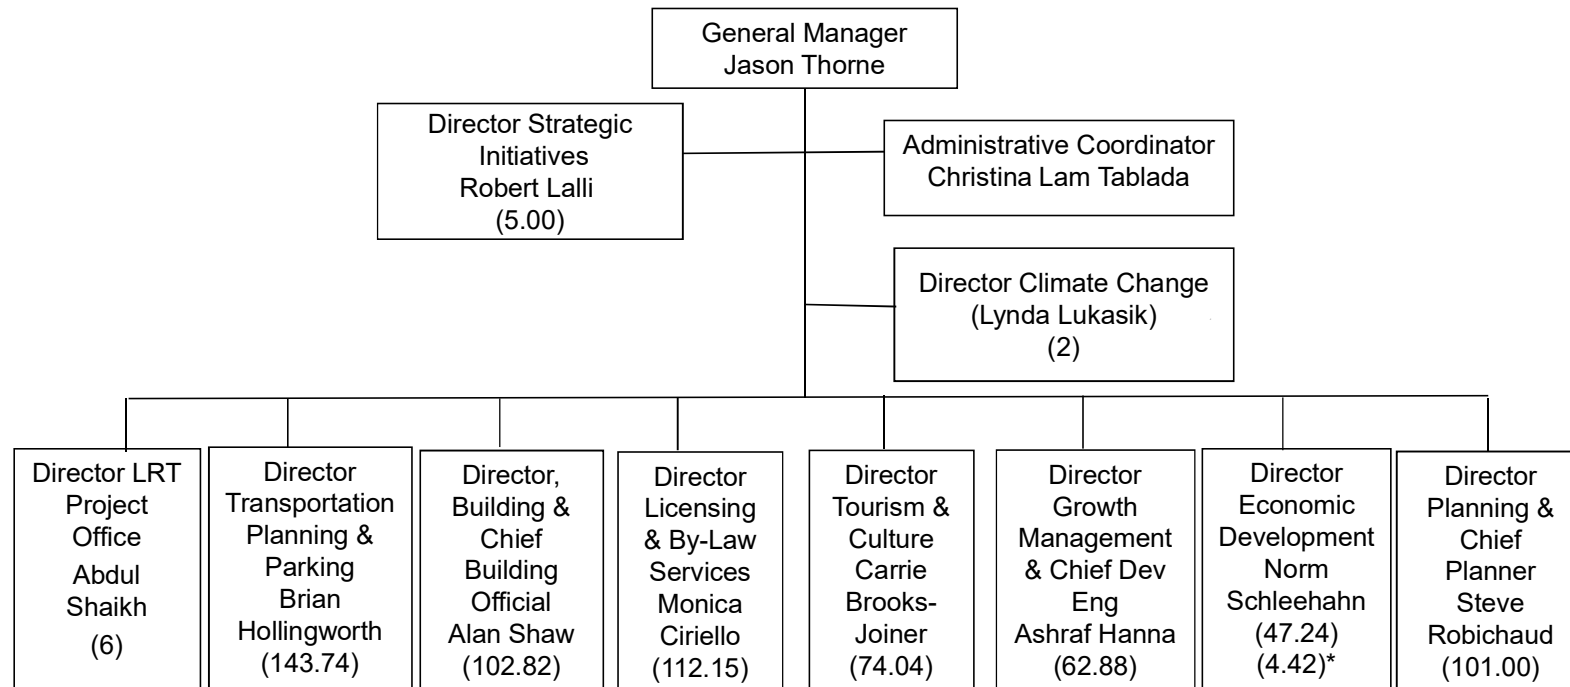 General Manager
Jason Thorne
Director Strategic
Initiatives
Robert Lalli
(5.00)
Administrative Coordinator
Christina Lam Tablada
Director Climate Change
(Lynda Lukasik)
(2)
Director LRT
Project
Office
Abdul
Shaikh
(6)
Director
Transportation
Planning &
Parking
Brian
Hollingworth
(143.74)
Director,
Building &
Chief
Building
Official
Alan Shaw
(102.82)
Director
Licensing
& By-Law
Services
Monica
Ciriello
(112.15)
Director
Tourism &
Culture
Carrie
Brooks-
Joiner
(74.04)
Director
Growth
Management
& Chief Dev
Eng
Ashraf Hanna
(62.88)
Director
Economic
Development
Norm
Schleehahn
(47.24)
(4.42)*
Director
Planning &
Chief
Planner
Steve
Robichaud
(101.00)